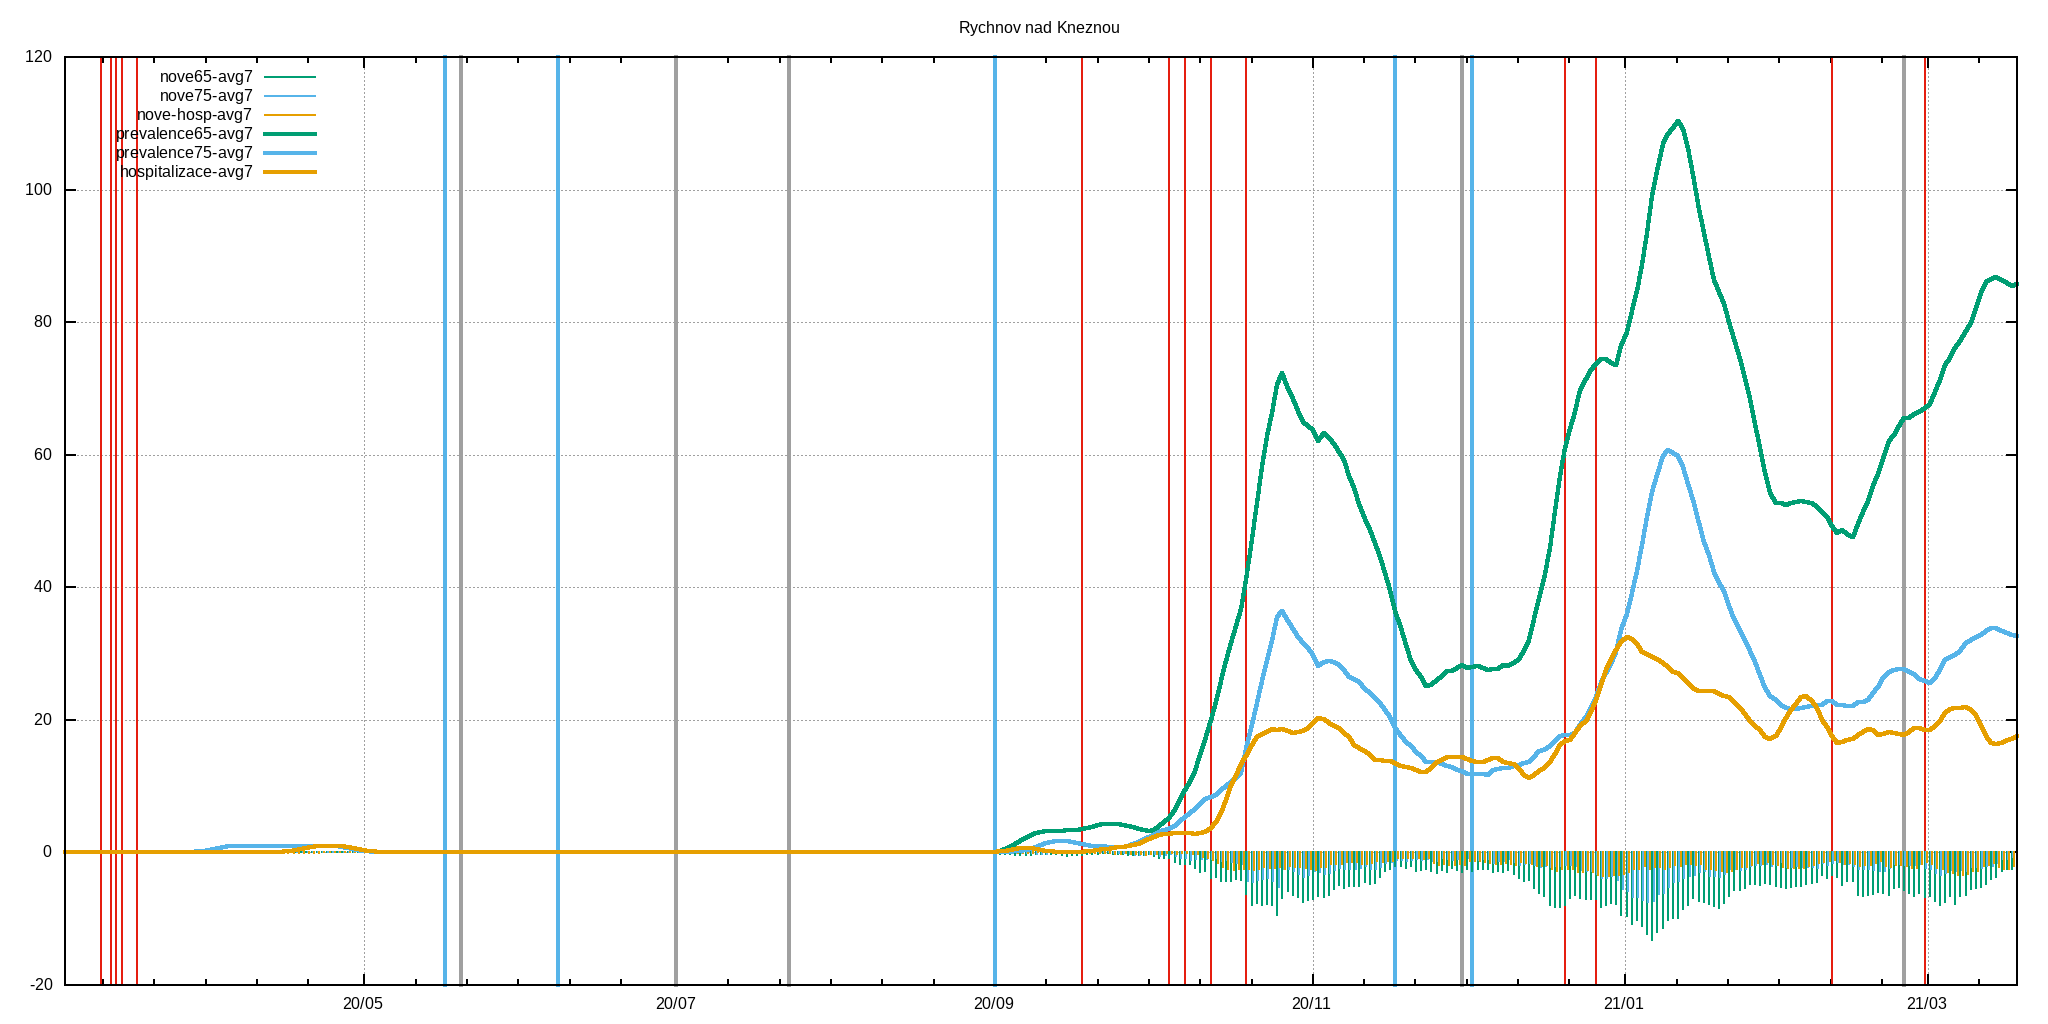 Rychnov nad Kneznou
120
100
80
60
40
20
0
-20
nove65-avg7
nove75-avg7
nove-hosp-avg7
prevalence65-avg7
prevalence75-avg7
hospitalizace-avg7
20/05 20/07 20/09 20/11 21/01 21/03